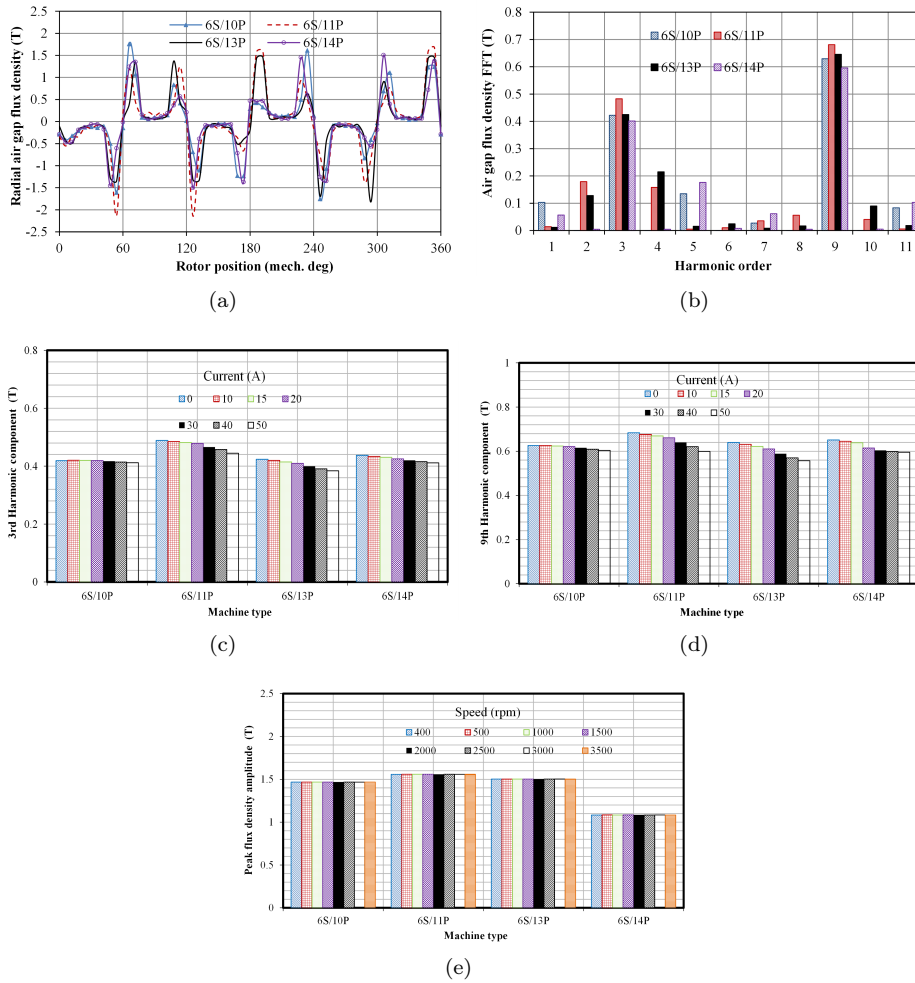 6S/10P 6S/11P
6S/13P 6S/14P
Radial air gap flux density (T)
2.5
2
1.5
1
0.5
0
-0.5
-1
-1.5
-2
-2.5
0 60 120 180 240 300 360
Rotor position (mech. deg)
(a)
6S/10P 6S/11P
6S/13P 6S/14P
Air gap flux density FFT (T)
0.8
0.7
0.6
0.5
0.4
0.3
0.2
0.1
0
1 2 3 4 5 6 7 8 9 10 11
Harmonic order
(b)
3rd Harmonic component (T)
0.8
0.6
0.4
0.2
0
Current (A)
0 10 15 20
30 40 50
6S/10P 6S/11P 6S/13P 6S/14P
Machine type
(c)
9th Harmonic component (T)
1
0.8
0.6
0.4
0.2
0
Current (A)
0 10 15 20
30 40 50
6S/10P 6S/11P 6S/13P 6S/14P
Machine type
(d)
Peak flux density amplitude (T)
2.5
2
1.5
1
0.5
0
Speed (rpm)
400 500 1000 1500
2000 2500 3000 3500
6S/10P 6S/11P 6S/13P 6S/14P
Machine type
(e)